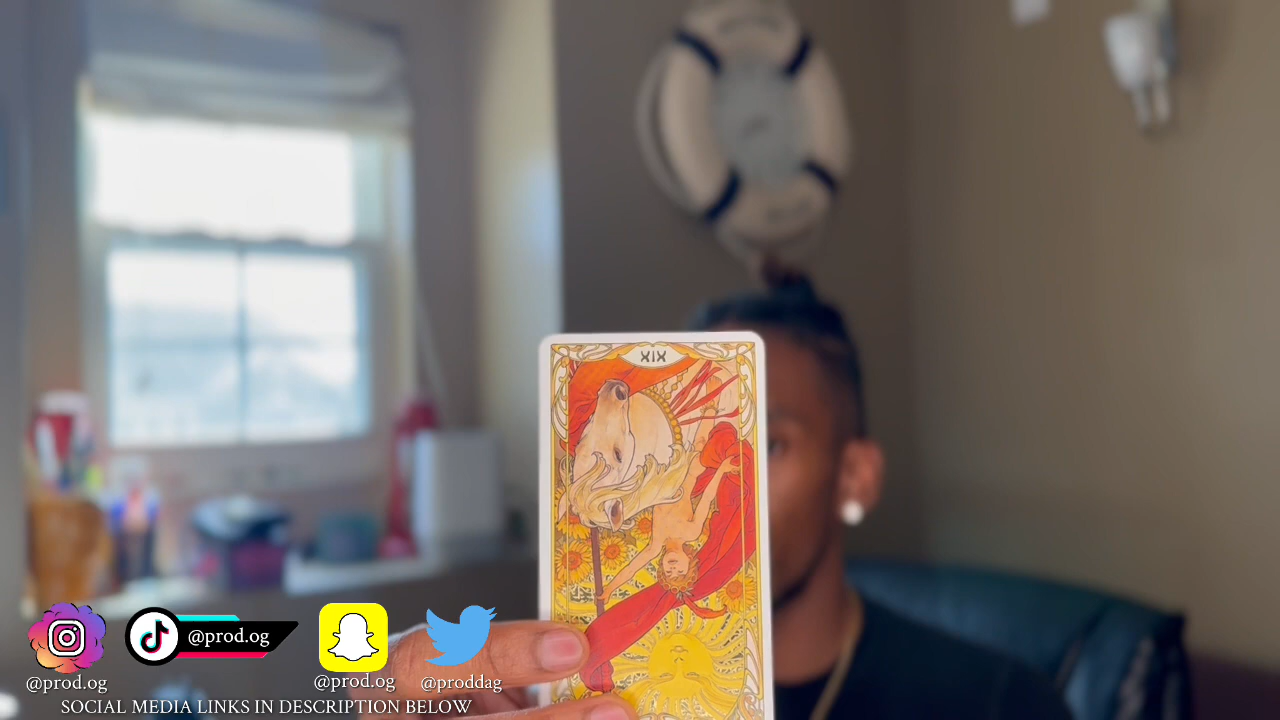 XIX
@prod.og
@prod.og
@prod.og
@proddag
SOCIAL MEDIA LINKS IN DESCRIPTION BELOW